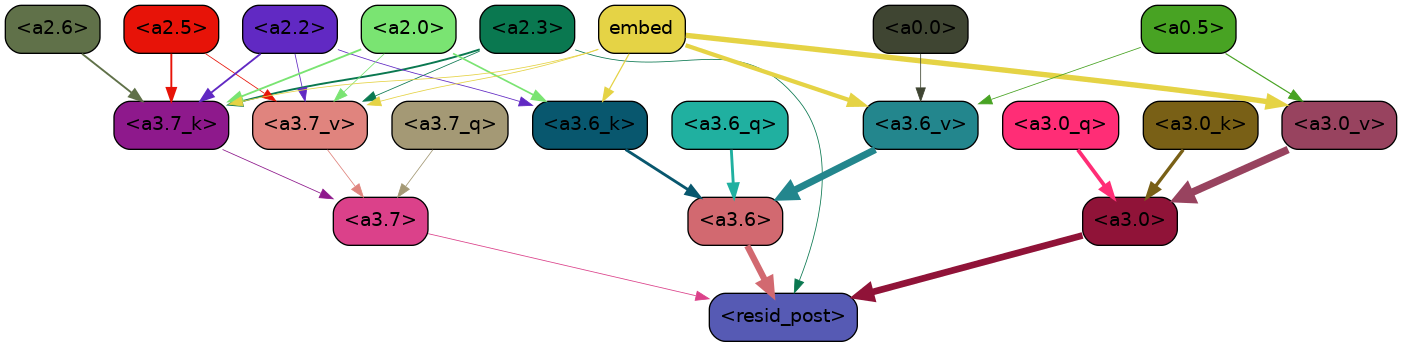 <a2.6> <a2.5> <a2.2> <a2.0> <a2.3> embed <a0.0> <a0.5>
<a3.7_k> <a3.7_v> <a3.7_q> <a3.6_k> <a3.6_q> <a3.6_v> <a3.0_q> <a3.0_k> <a3.0_v>
<a3.7> <a3.6> <a3.0>
<resid_post>